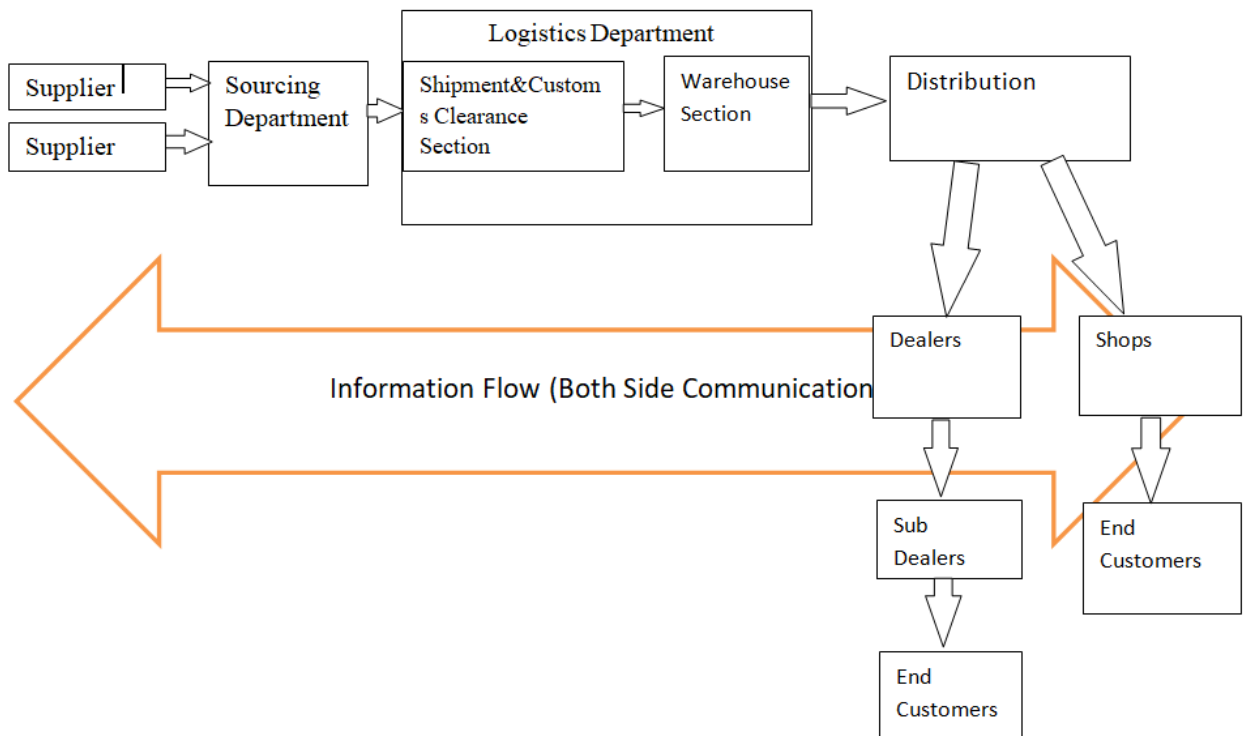 Logistics Department
Supplier
Supplier
Sourcing
Department
Shipment&Custom
s Clearance
Section
Warehouse
Section
Distribution
Information Flow (Both Side Communication
Dealers
Shops
Sub
Dealers
End
Customers
End
Customers